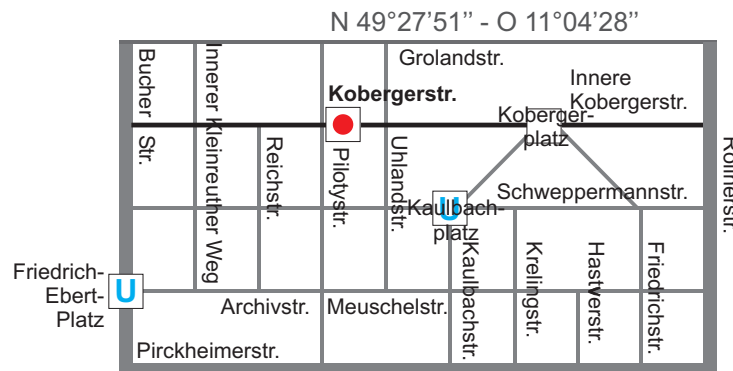 N 49°27’51’’ - O 11°04’28’’
Grolandstr.
Bucher
Str.
Innerer Kleinreuther Weg
Innere
Kobergerstr.
Kobergerstr.
Koberger-
platz
Reichstr.
Pilotystr.
Uhlandstr.
Rollnerstr.
Schweppermannstr.
U
Kaulbach-
platz
Kaulbachstr.
Krelingstr.
Hastverstr.
Friedrichstr.
Friedrich-
Ebert-
Platz
U
Archivstr.
Meuschelstr.
Pirckheimerstr.